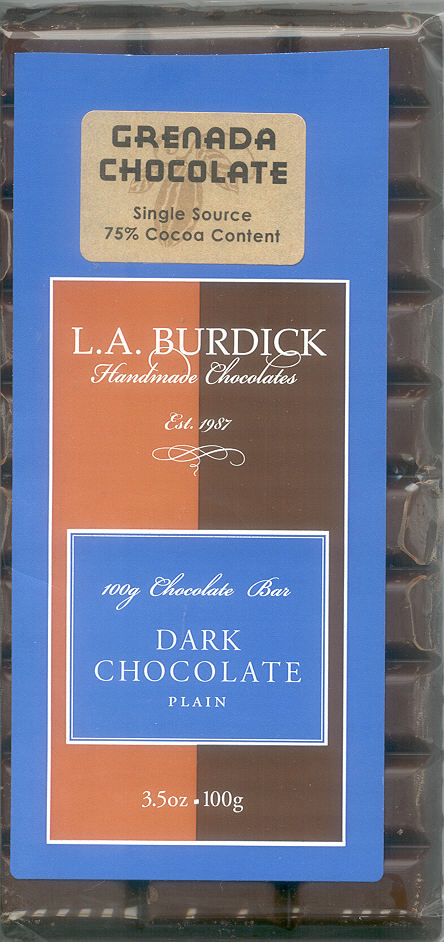 GRENADA
CHOCOLATE
Single Source
75% Cocoa Content
L.A. BURDICK
Handmade Chocolates
Est. 1987
100g Chocolate Bar
DARK
CHOCOLATE
PLAIN
3.5oz ▪ 100g